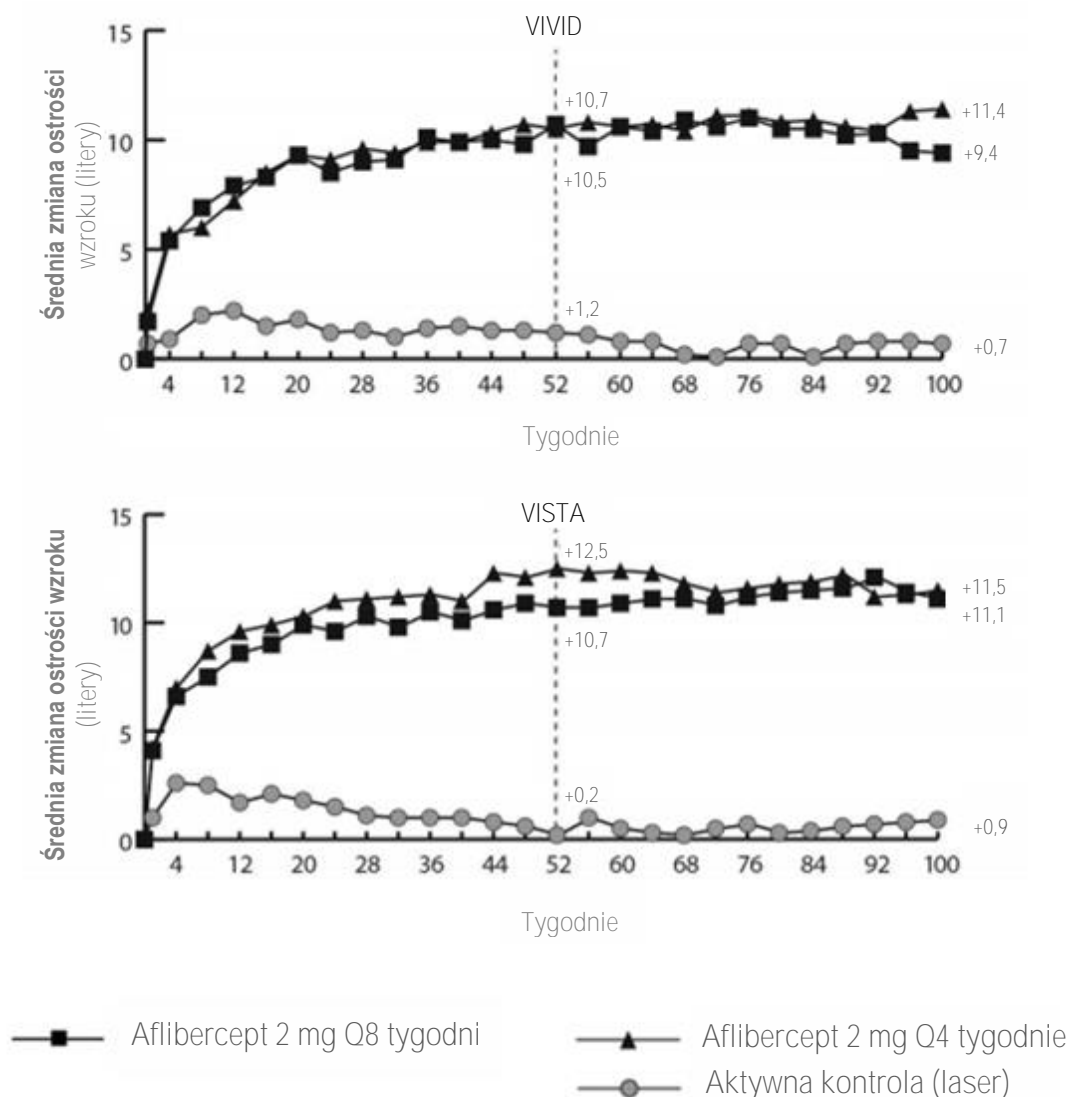 VIVID
Średnia zmiana ostrości
wzroku (litery)
15
10
5
0
+10,7
+10,5
+1,2
+11,4
+9,4
+0,7
4 12 20 28 36 44 52 60 68 76 84 92 100
Tygodnie
VISTA
Średnia zmiana ostrości wzroku
(litery)
15
10
5
0
+12,5
+10,7
+0,2
+11,5
+11,1
+0,9
4 12 20 28 36 44 52 60 68 76 84 92 100
Tygodnie
Aflibercept 2 mg Q8 tygodni
Aflibercept 2 mg Q4 tygodnie
Aktywna kontrola (laser)